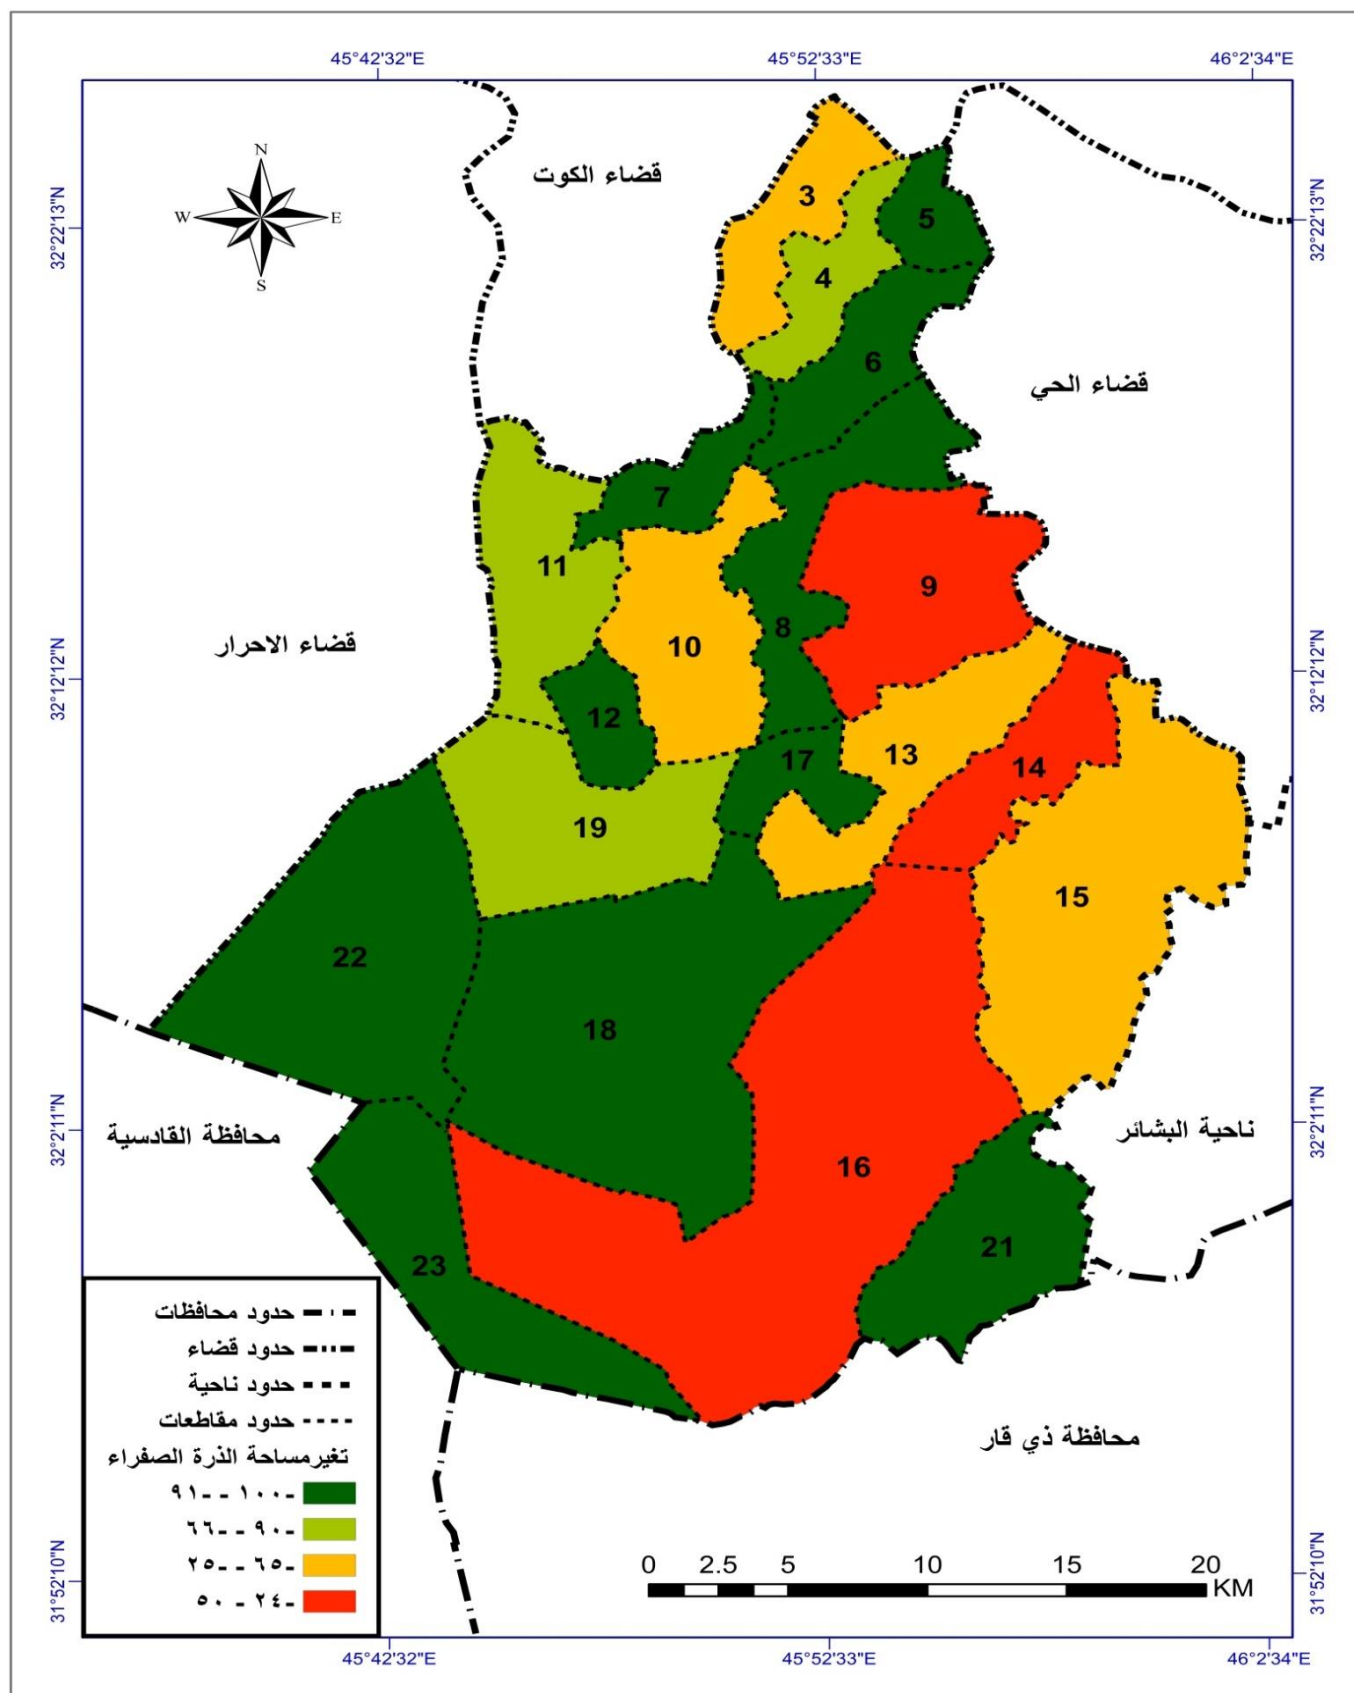 45°42'32"E
45°52'33"E
46°2'34"E
32°22'13"N
32°22'13"N
N
W
E
S
قضاء الكوت
3
5
4
6
قضاء الحي
7
11
9
8
10
قضاء الاحرار
32°12'12"N
32°12'12"N
12
17
13
14
19
15
22
18
محافظة القادسية
32°2'11"N
32°2'11"N
ناحية البشائر
16
21
23
حدود محافظات
حدود قضاء
حدود ناحية
حدود مقاطعات
تغيرمساحة الذرة الصفراء
-١٠٠ - -٩١
-٩٠ - -٦٦
-٦٥ - -٢٥
-٢٤ - ٥٠
محافظة ذي قار
0
2.5
5
10
15
20
KM
31°52'10"N
31°52'10"N
45°42'32"E
45°52'33"E
46°2'34"E